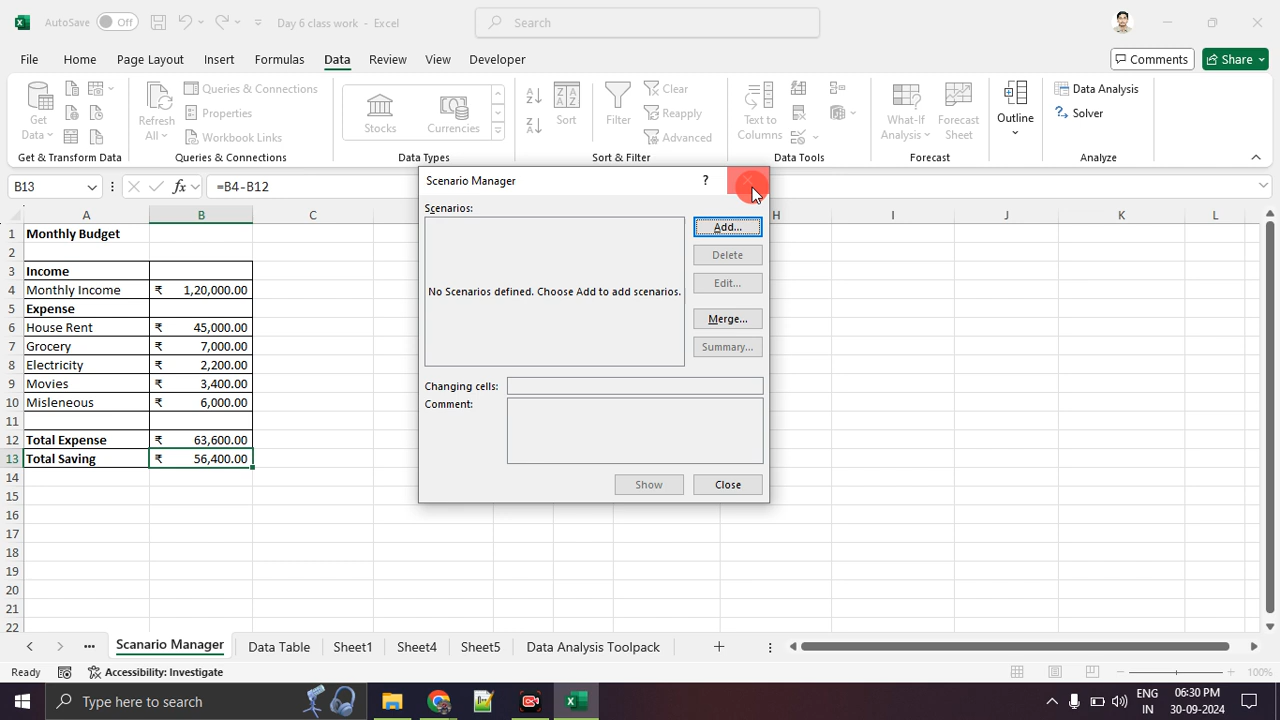 AutoSave Off Day 6 class work - Excel Search
File Home Page Layout Insert Formulas Data Review View Developer Comments Share
Get Data Refresh All Queries & Connections Properties Workbook Links Stocks Currencies Sort Filter Clear Reapply Advanced Text to Columns What-If Analysis Forecast Sheet Outline Data Analysis Solver
Get & Transform Data Queries & Connections Data Types Sort & Filter Data Tools Forecast Analyze
B13 fx =B4-B12
A B C H I J K L
1 Monthly Budget
2
3 Income
4 Monthly Income ₹ 1,20,000.00
5 Expense
6 House Rent ₹ 45,000.00
7 Grocery ₹ 7,000.00
8 Electricity ₹ 2,200.00
9 Movies ₹ 3,400.00
10 Misleneous ₹ 6,000.00
11
12 Total Expense ₹ 63,600.00
13 Total Saving ₹ 56,400.00
14
15
16
17
18
19
20
21
22
Scenario Manager ?
Scenarios:
No Scenarios defined. Choose Add to add scenarios.
Add...
Delete
Edit...
Merge...
Summary...
Changing cells:
Comment:
Show Close
Scanario Manager Data Table Sheet1 Sheet4 Sheet5 Data Analysis Toolpack
Ready Accessibility: Investigate 100%
Type here to search ENG IN 06:30 PM 30-09-2024